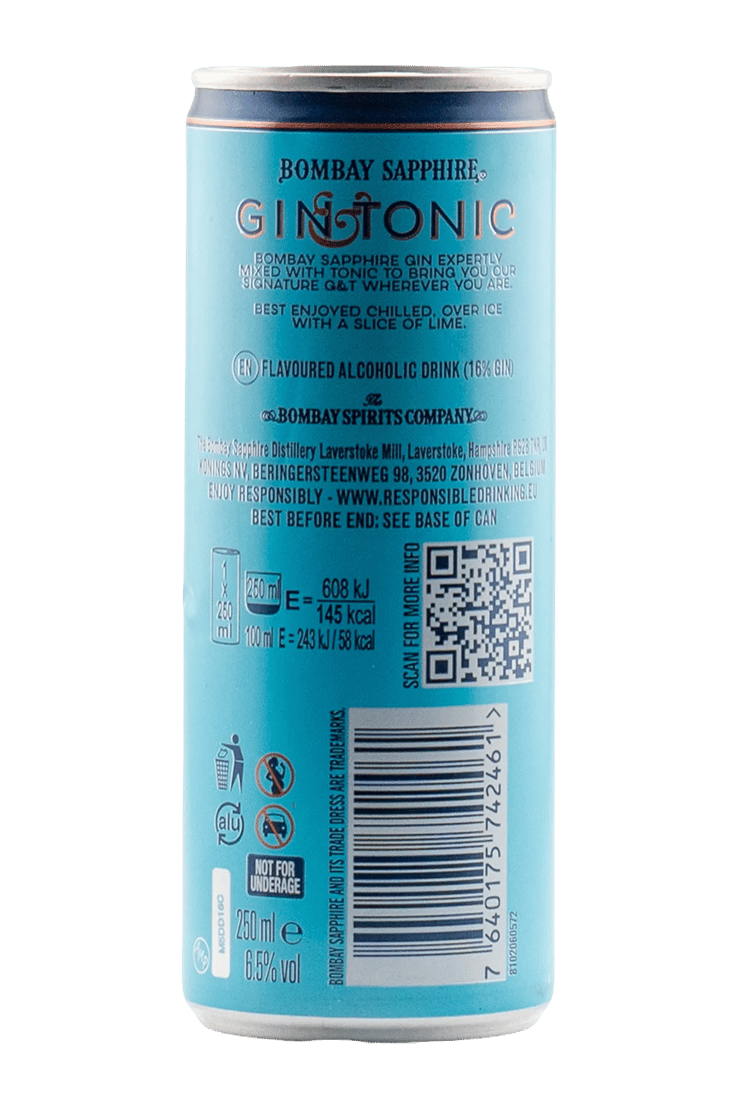 BOMBAY SAPPHIRE
GIN & TONIC
BOMBAY SAPPHIRE GIN EXPERTLY
MIXED WITH TONIC TO BRING YOU OUR
SIGNATURE G&T WHEREVER YOU ARE.
BEST ENJOYED CHILLED, OVER ICE
WITH A SLICE OF LIME.
EN FLAVOURED ALCOHOLIC DRINK (16% GIN)
The
BOMBAY SPIRITS COMPANY
The Bombay Sapphire Distillery Laverstoke Mill, Laverstoke, Hampshire
KONINGS NV, BERINGERSTEENWEG 98, 3520 ZONHOVEN, BELGIUM
ENJOY RESPONSIBLY - WWW.RESPONSIBLEDRINKING.EU
BEST BEFORE END: SEE BASE OF CAN
1
X
250
ml
250 ml
E = 608 kJ
145 kcal
100 ml E = 243 kJ / 58 kcal
SCAN FOR MORE INFO
alu
NOT FOR
UNDERAGE
M5DD16C
250 ml e
6.5% vol
BOMBAY SAPPHIRE AND ITS TRADE DRESS ARE TRADEMARKS.
7 640175 742461 >
8102060572